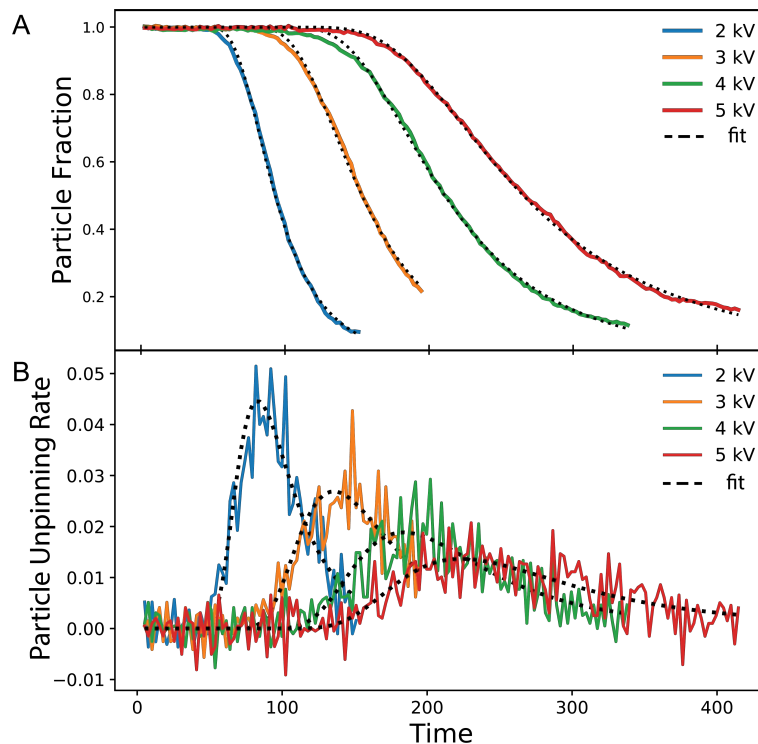 A
1.0
0.8
0.6
0.4
0.2
Particle Fraction
2 kV
3 kV
4 kV
5 kV
fit
B
0.05
0.04
0.03
0.02
0.01
0.00
−0.01
Particle Unpinning Rate
2 kV
3 kV
4 kV
5 kV
fit
0 100 200 300 400
Time